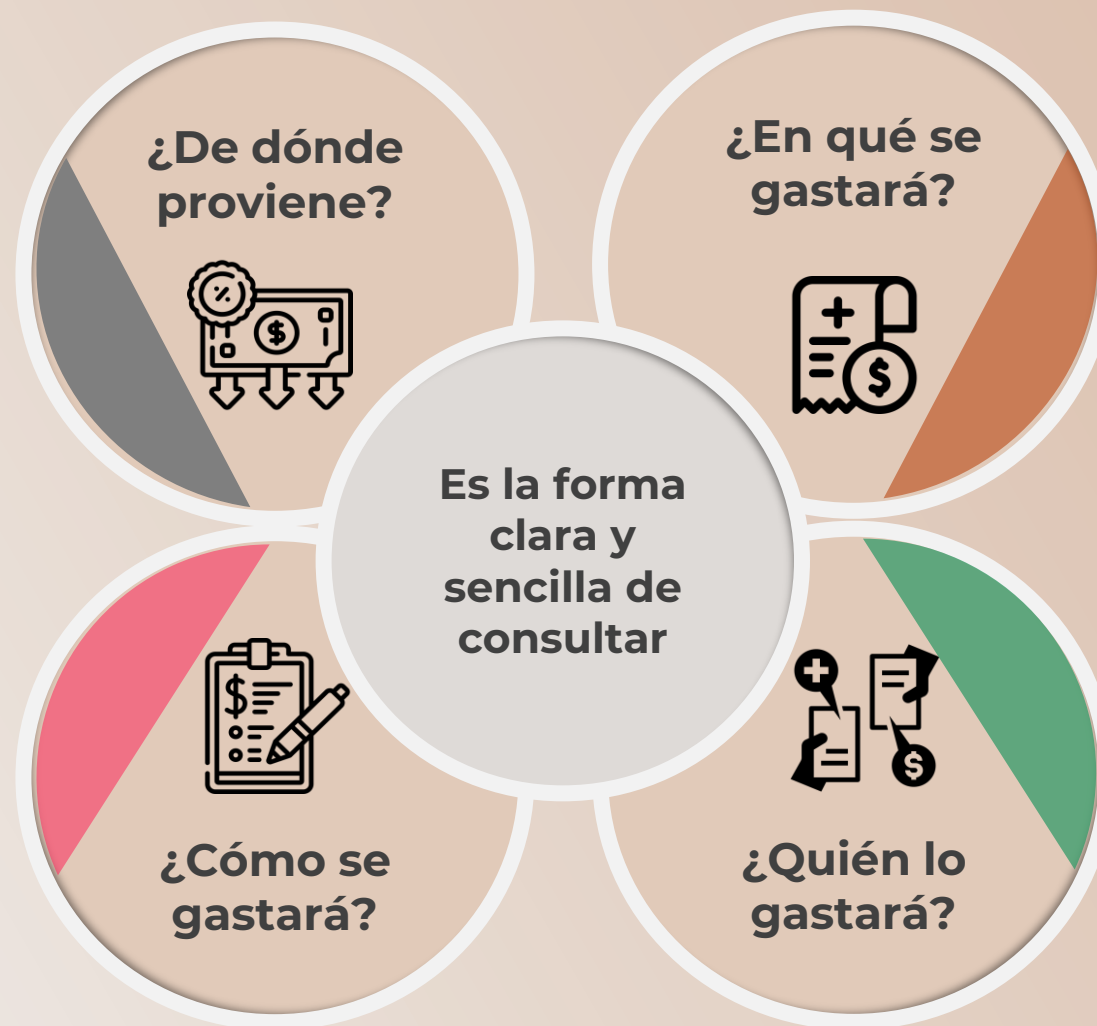 ¿De dónde
proviene?
¿En qué se
gastará?
Es la forma
clara y
sencilla de
consultar
¿Cómo se
gastará?
¿Quién lo
gastará?